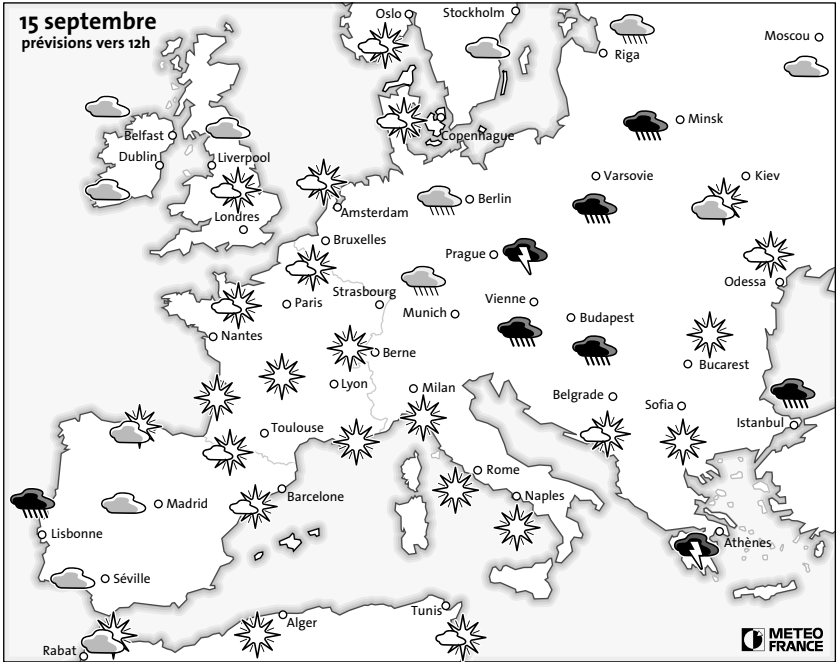 15 septembre
prévisions vers 12h
Oslo
Stockholm
Riga
Moscou
Minsk
Belfast
Copenhague
Dublin
Liverpool
Varsovie
Kiev
Londres
Amsterdam
Berlin
Bruxelles
Prague
Odessa
Paris
Strasbourg
Munich
Vienne
Nantes
Budapest
Berne
Bucarest
Lyon
Milan
Belgrade
Sofia
Istanbul
Toulouse
Rome
Barcelone
Naples
Madrid
Lisbonne
Athènes
Séville
Alger
Tunis
Rabat
METEO
FRANCE